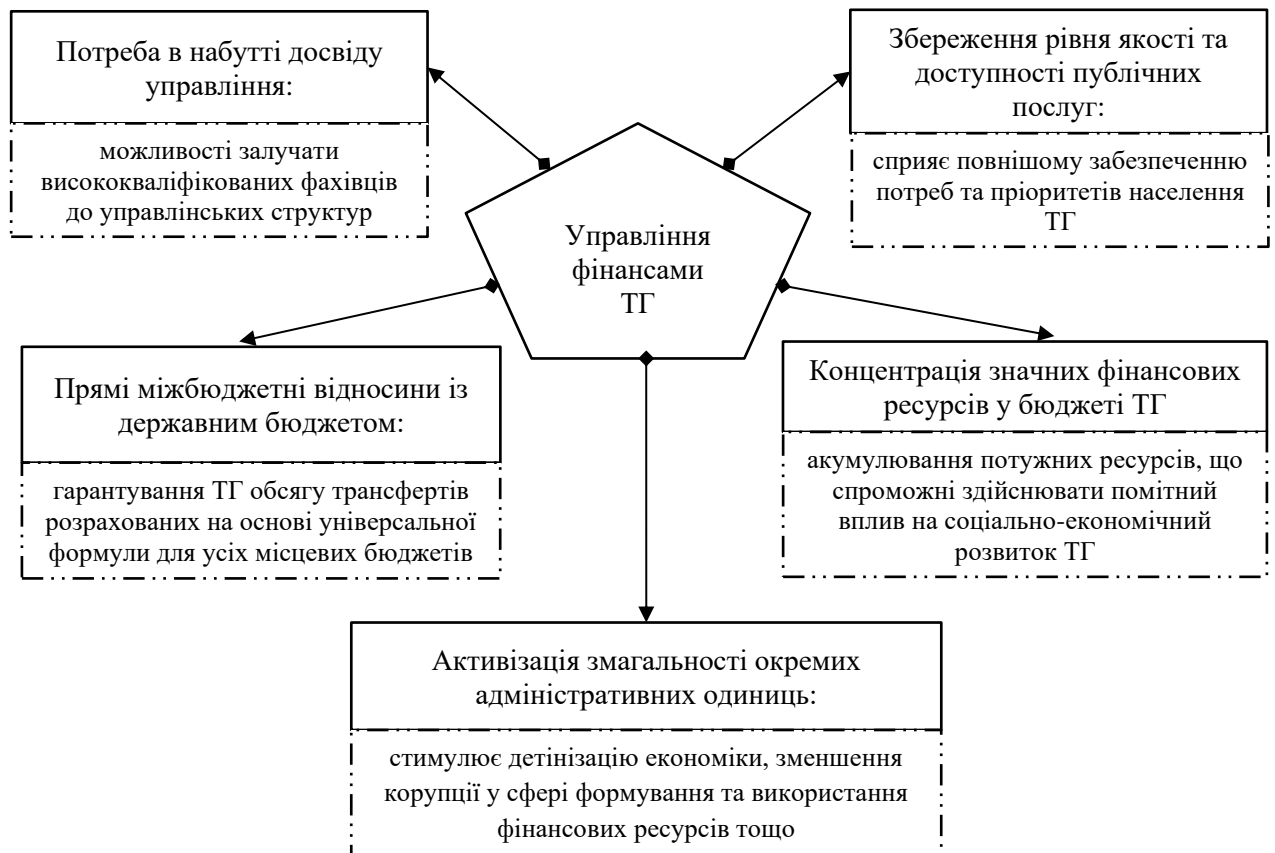 Потреба в набутті досвіду
управління:
можливості залучати
висококваліфікованих фахівців
до управлінських структур
Збереження рівня якості та
доступності публічних
послуг:
сприяє повнішому забезпеченню
потреб та пріоритетів населення
ТГ
Управління
фінансами
ТГ
Прямі міжбюджетні відносини із
державним бюджетом:
гарантування ТГ обсягу трансфертів
розрахованих на основі універсальної
формули для усіх місцевих бюджетів
Концентрація значних фінансових
ресурсів у бюджеті ТГ
акумулювання потужних ресурсів, що
спроможні здійснювати помітний
вплив на соціально-економічний
розвиток ТГ
Активізація змагальності окремих
адміністративних одиниць:
стимулює детінізацію економіки, зменшення
корупції у сфері формування та використання
фінансових ресурсів тощо